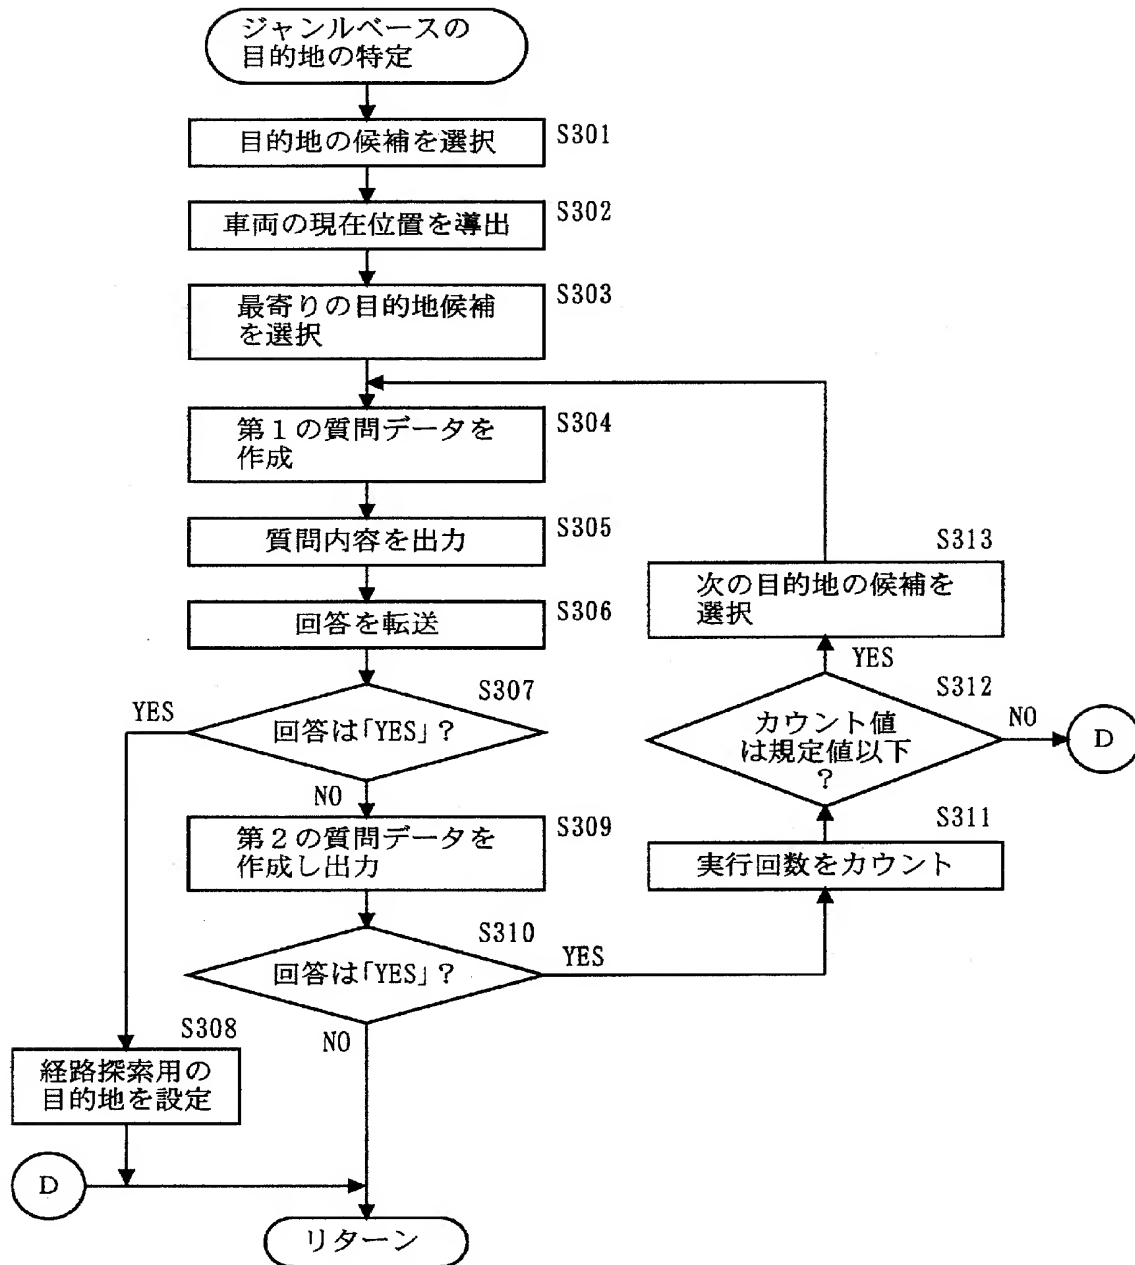 ジャンルベースの
目的地の特定
目的地の候補を選択
S301
車両の現在位置を導出
S302
最寄りの目的地候補
を選択
S303
第1の質問データを
作成
S304
質問内容を出力
S305
回答を転送
S306
回答は「YES」?
S307
YES
NO
第2の質問データを
作成し出力
S309
回答は「YES」?
S310
YES
NO
S308
経路探索用の
目的地を設定
D
リターン
S313
次の目的地の候補を
選択
YES
S312
カウント値
は規定値以下
?
NO
D
S311
実行回数をカウント